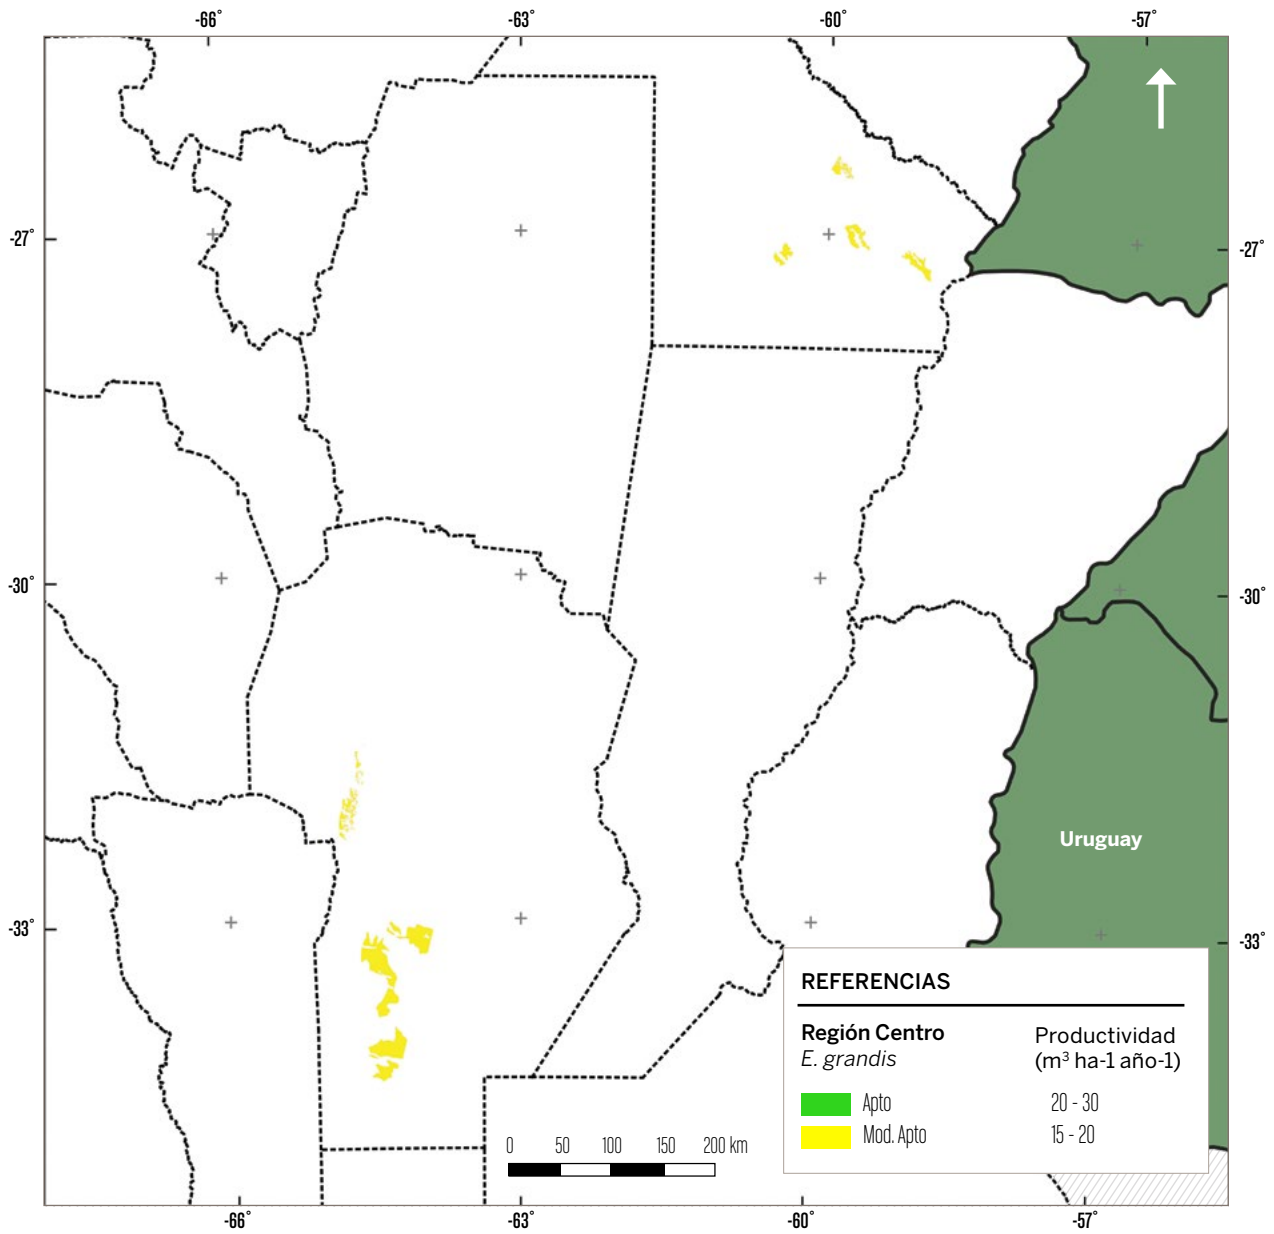 -66° -63° -60° -57°
-27° -27°
-30° -30°
Uruguay
-33° -33°
REFERENCIAS
Región Centro Productividad
E. grandis (m³ ha-1 año-1)
Apto 20 - 30
Mod. Apto 15 - 20
0 50 100 150 200 km
-66° -63° -60° -57°